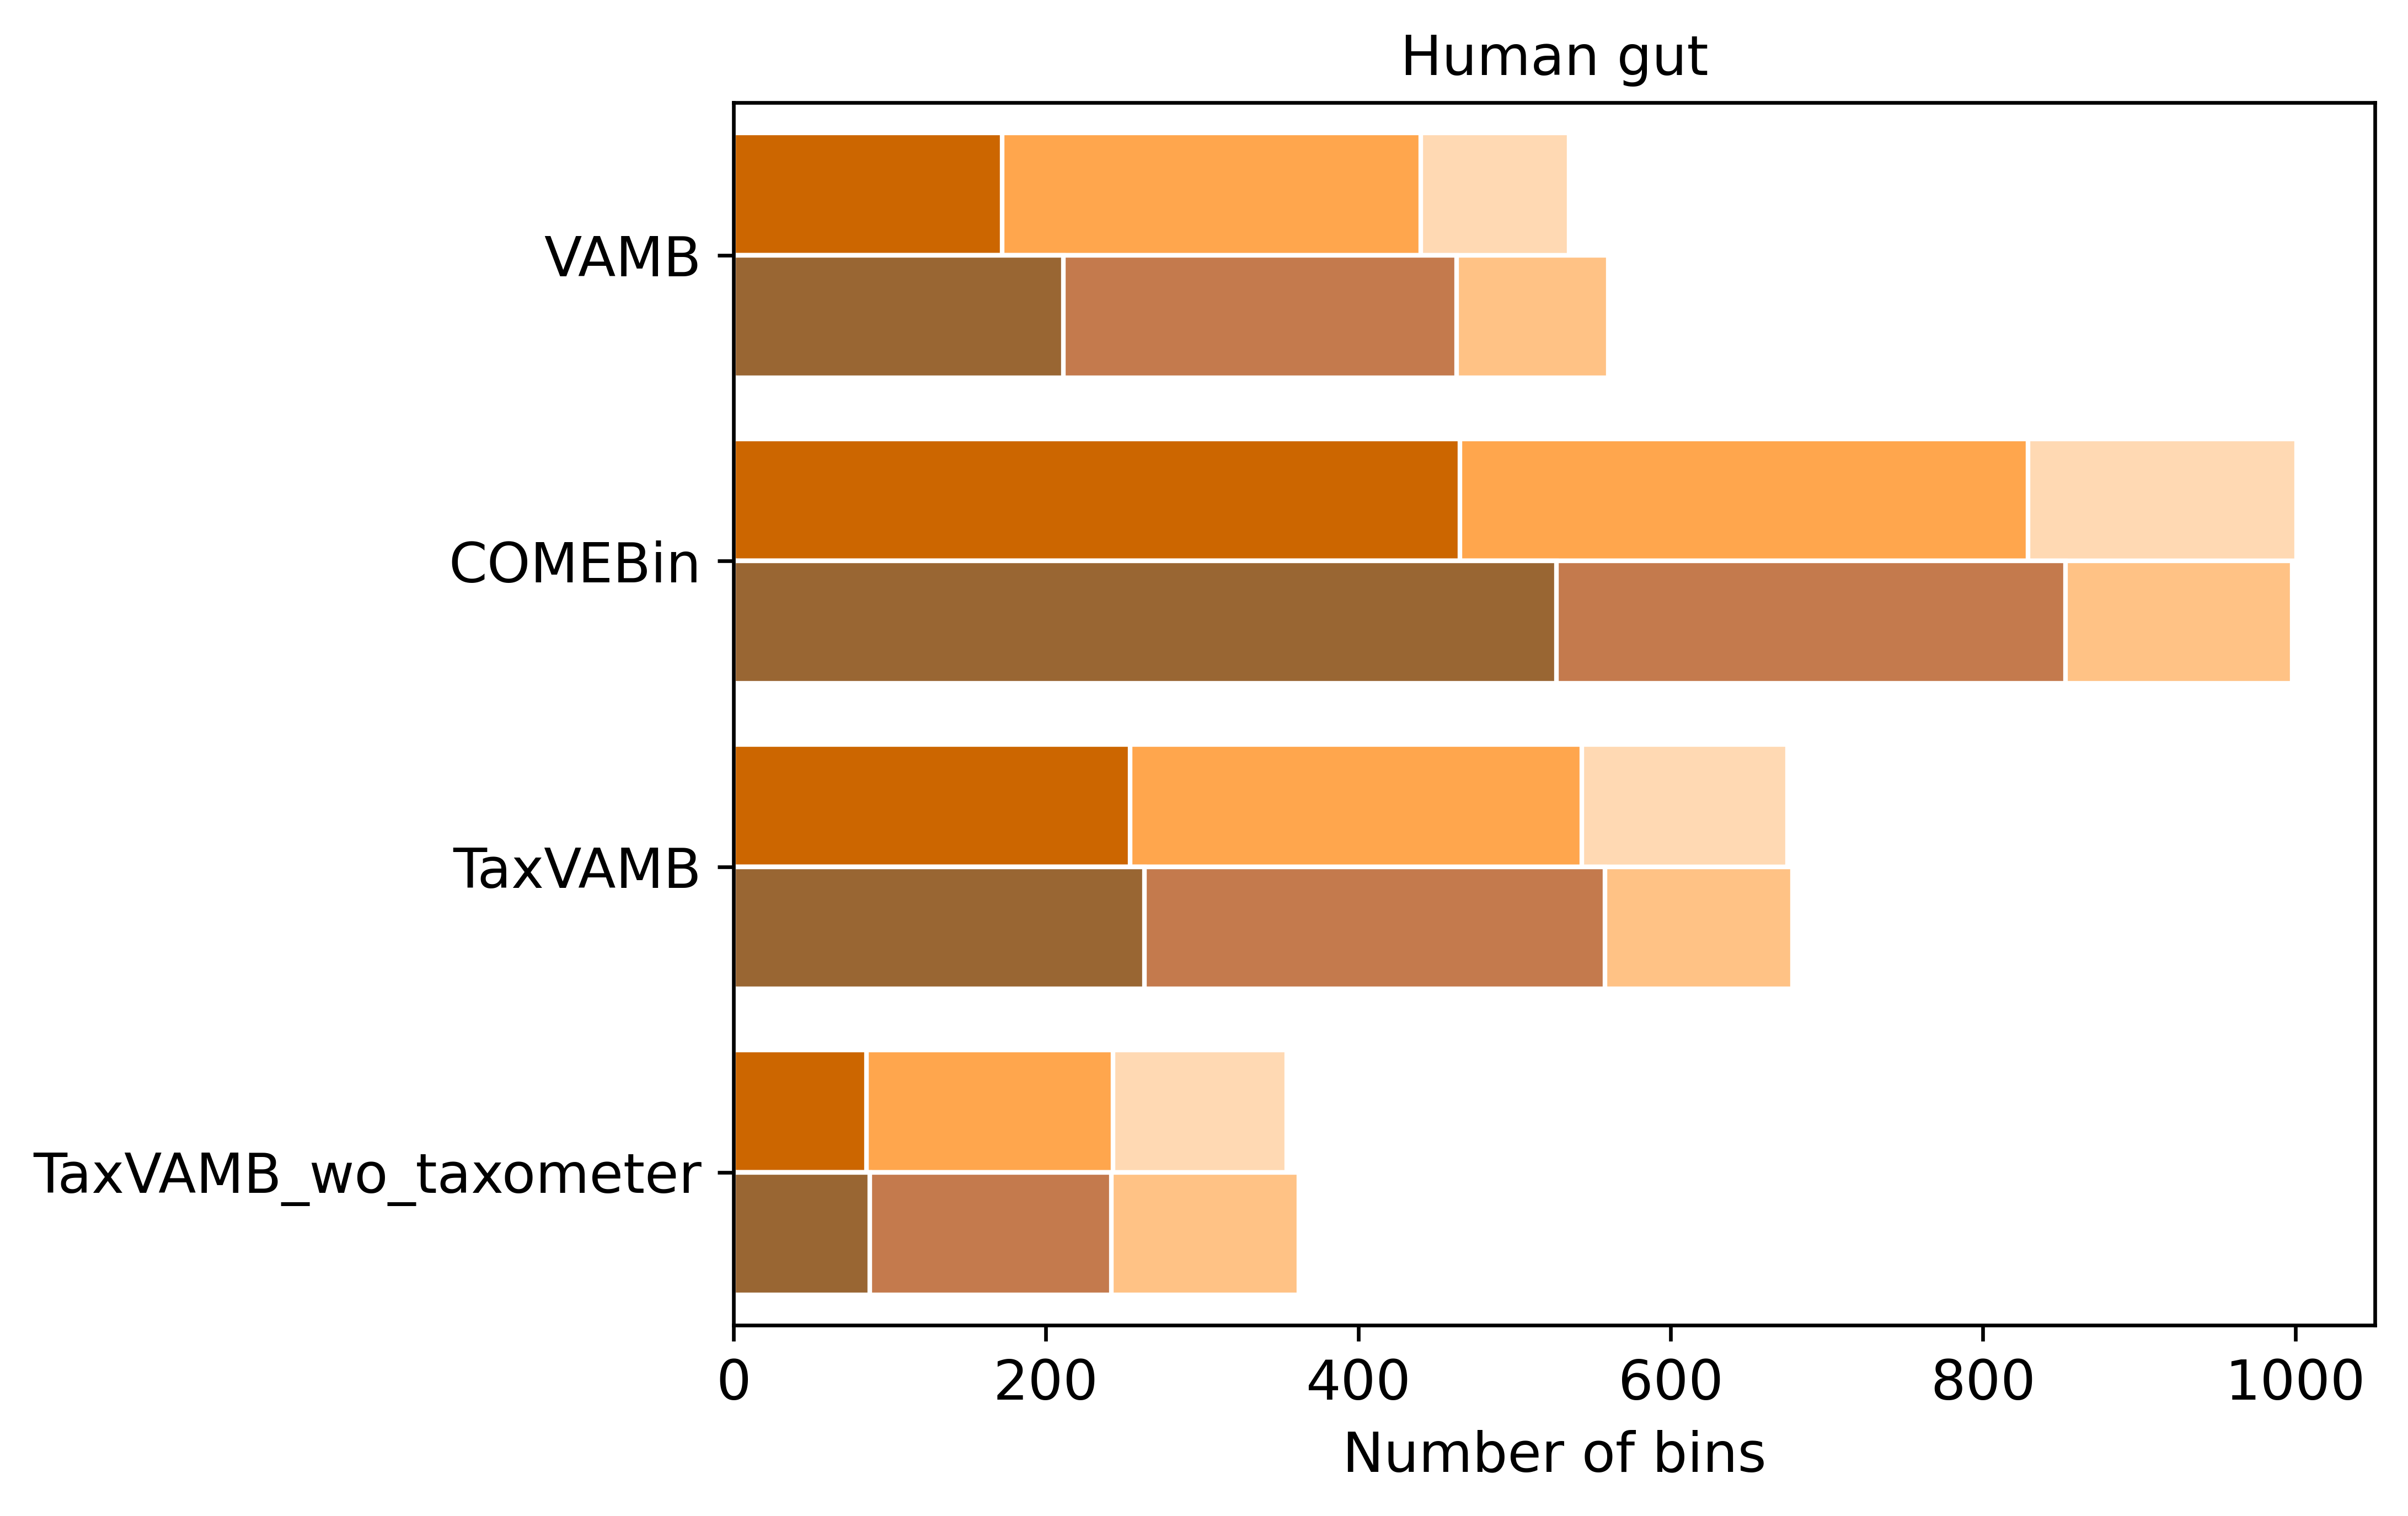 Human gut
VAMB
COMEBin
TaxVAMB
TaxVAMB_wo_taxometer
0 200 400 600 800 1000
Number of bins